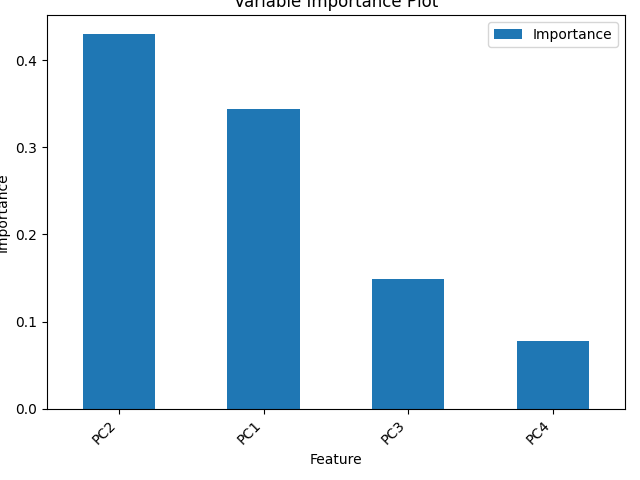 Variable Importance Plot
Importance
0.4
0.3
0.2
0.1
0.0
Importance
PC2
PC1
PC3
PC4
Feature